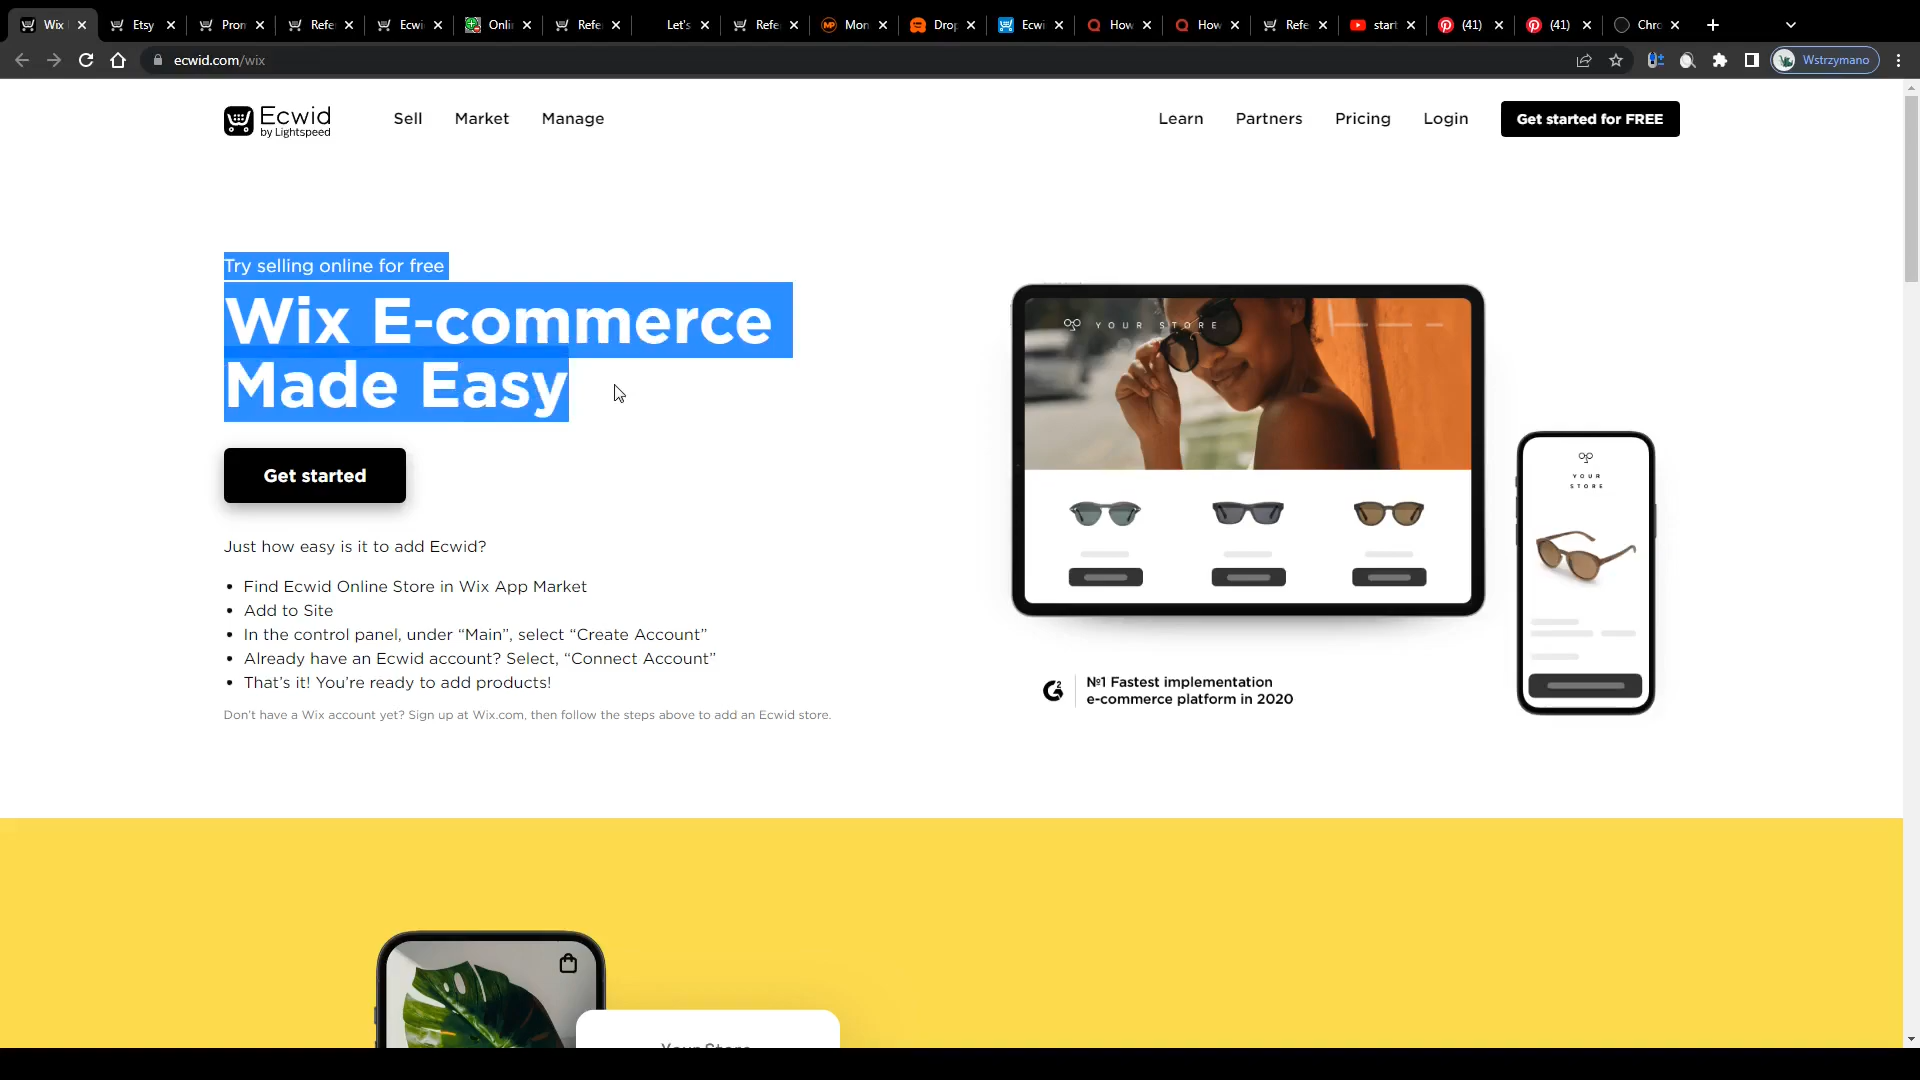 Wix
Etsy
Pron
Refe
Ecwi
Onli
Refe
Let's
Refe
Mon
Drop
Ecwi
How
How
Refe
start
(41)
(41)
Chr
ecwid.com/wix
Wstrzymano
Ecwid
by Lightspeed
Sell
Market
Manage
Learn
Partners
Pricing
Login
Get started for FREE
Try selling online for free
Wix E-commerce
Made Easy
Get started
Just how easy is it to add Ecwid?
• Find Ecwid Online Store in Wix App Market
• Add to Site
• In the control panel, under “Main”, select “Create Account”
• Already have an Ecwid account? Select, “Connect Account”
• That’s it! You’re ready to add products!
Don’t have a Wix account yet? Sign up at Wix.com, then follow the steps above to add an Ecwid store.
YOUR STORE
YOUR
STORE
№1 Fastest implementation
e-commerce platform in 2020
Your Store